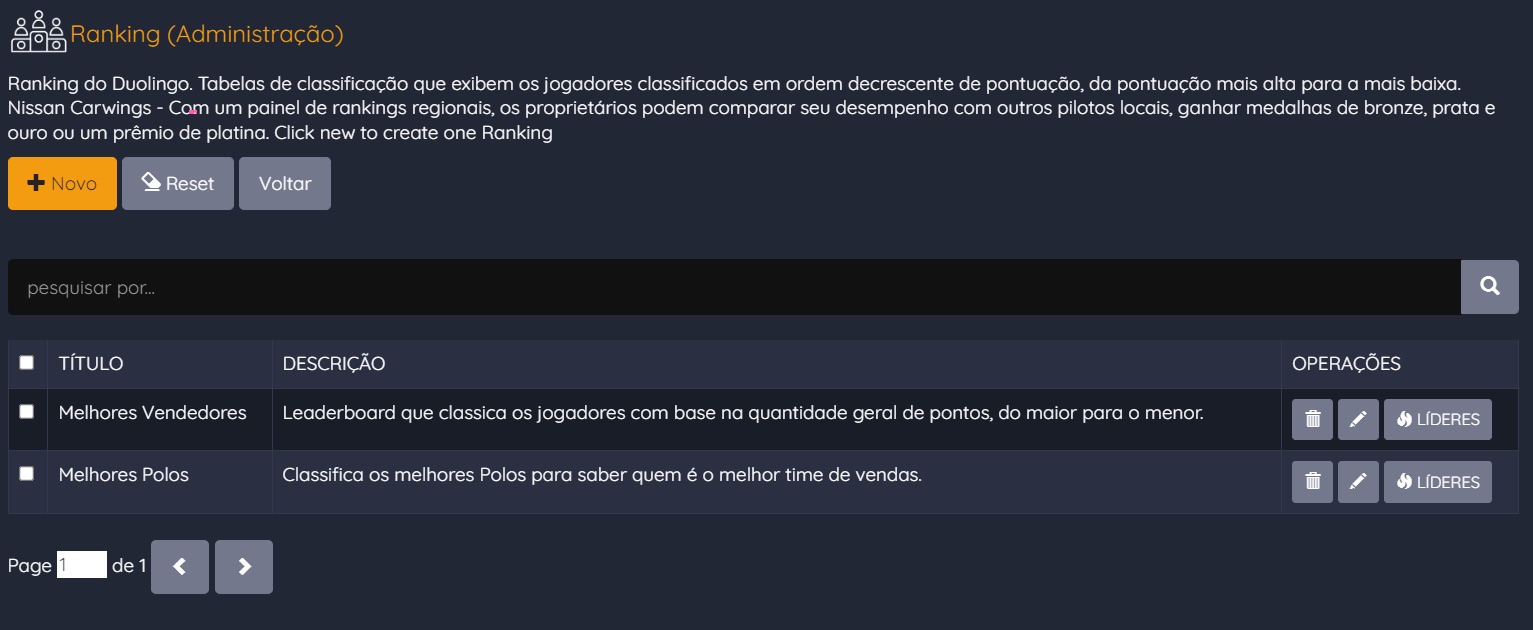 Ranking (Administração)
Ranking do Duolingo. Tabelas de classificação que exibem os jogadores classificados em ordem decrescente de pontuação, da pontuação mais alta para a mais baixa.
Nissan Carwings - Com um painel de rankings regionais, os proprietários podem comparar seu desempenho com outros pilotos locais, ganhar medalhas de bronze, prata e
ouro ou um prêmio de platina. Click new to create one Ranking
Novo Reset Voltar
pesquisar por...
TÍTULO DESCRIÇÃO OPERAÇÕES
Melhores Vendedores Leaderboard que classica os jogadores com base na quantidade geral de pontos, do maior para o menor. LÍDERES
Melhores Polos Classifica os melhores Polos para saber quem é o melhor time de vendas. LÍDERES
Page 1 de 1